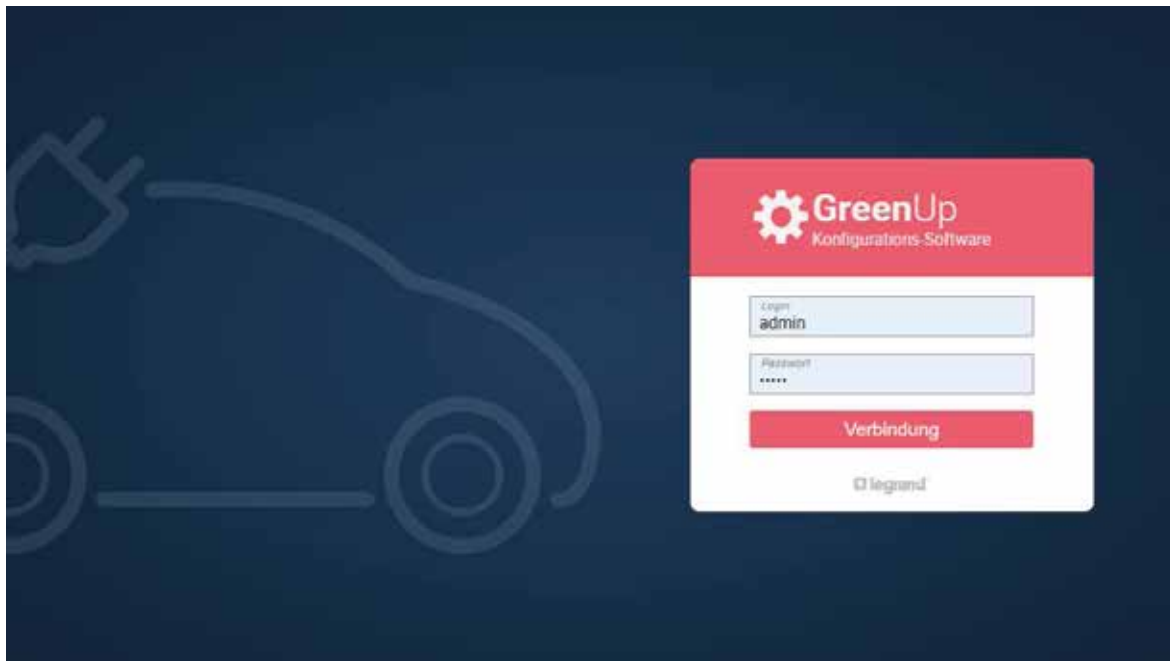 GreenUp
Konfigurations-Software
Login
admin
Passwort
•••••
Verbindung
legrand